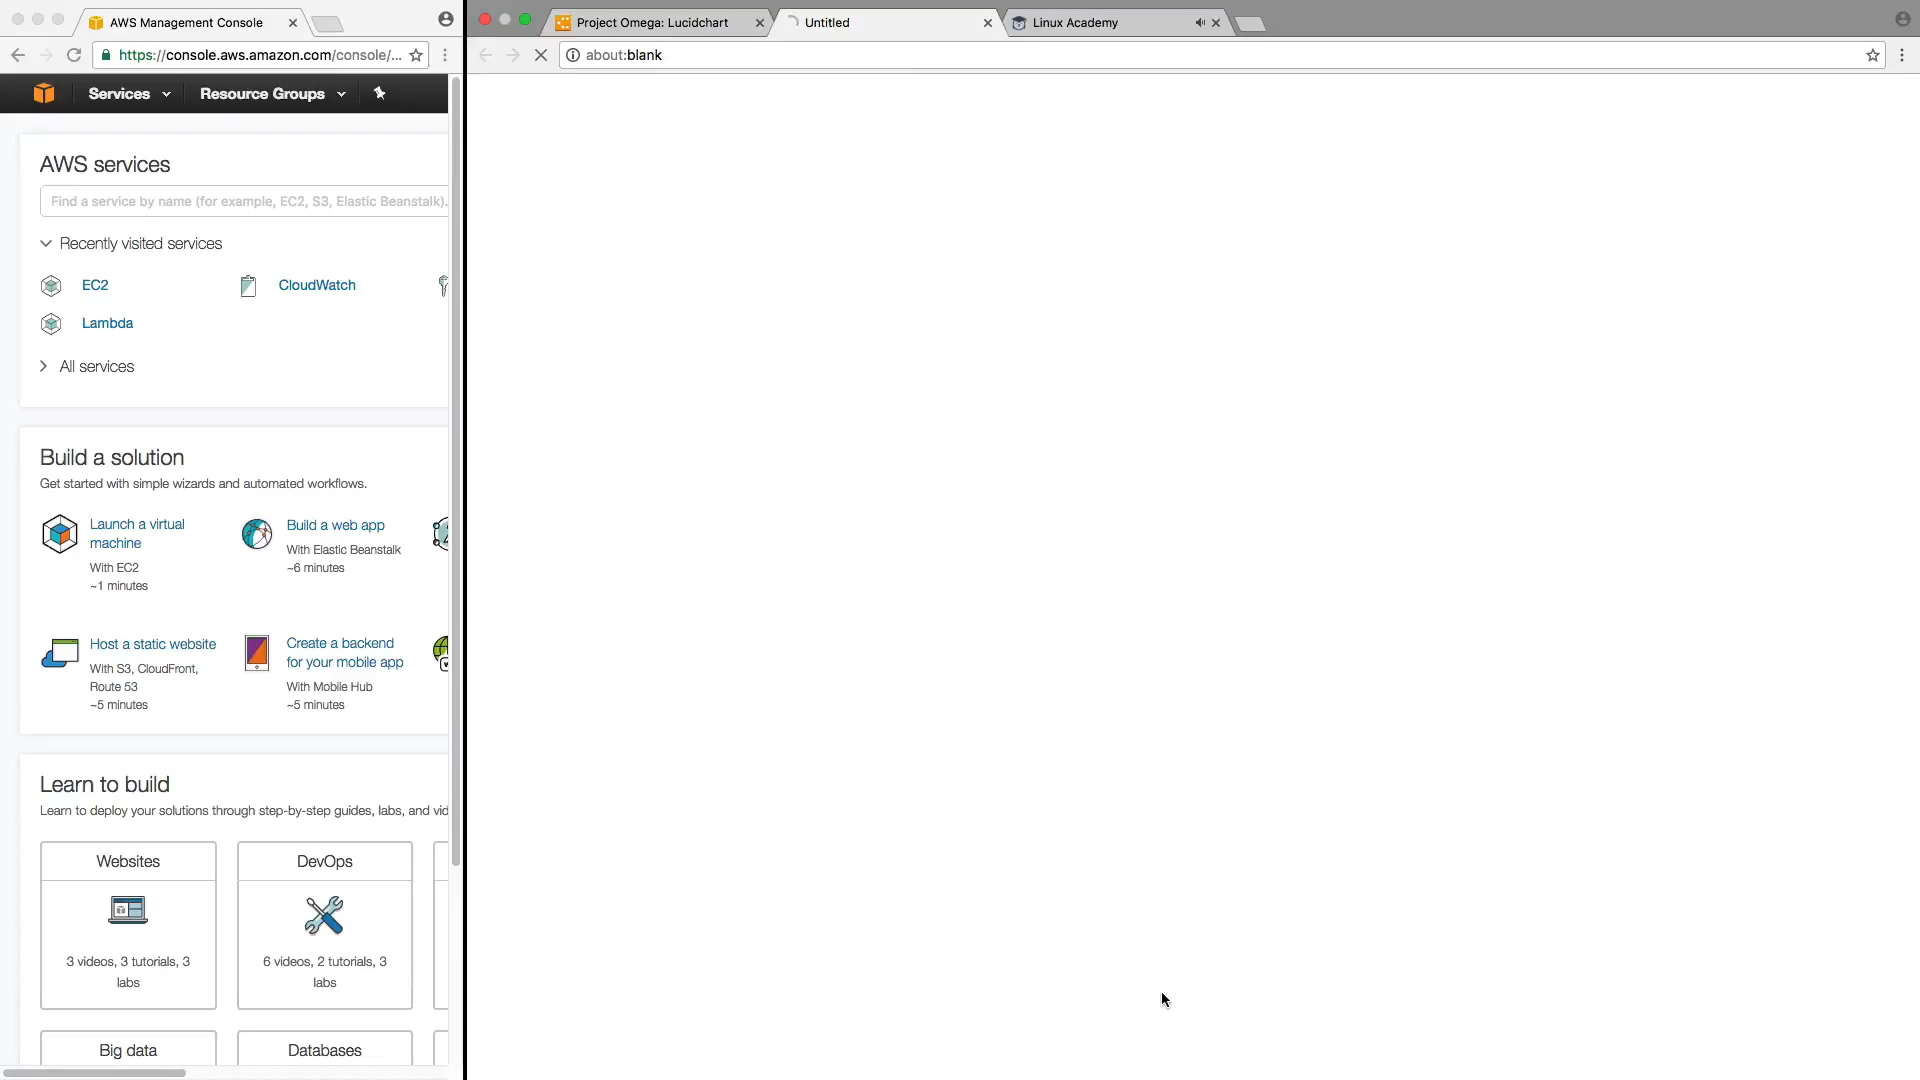 AWS Management Console
Project Omega: Lucidchart
Untitled
Linux Academy
https://console.aws.amazon.com/console/...
about:blank
Services
Resource Groups
AWS services
Find a service by name (for example, EC2, S3, Elastic Beanstalk).
Recently visited services
EC2
CloudWatch
Lambda
All services
Build a solution
Get started with simple wizards and automated workflows.
Launch a virtual
machine
With EC2
~1 minutes
Build a web app
With Elastic Beanstalk
~6 minutes
Host a static website
With S3, CloudFront,
Route 53
~5 minutes
Create a backend
for your mobile app
With Mobile Hub
~5 minutes
Learn to build
Learn to deploy your solutions through step-by-step guides, labs, and vid
Websites
3 videos, 3 tutorials, 3
labs
DevOps
6 videos, 2 tutorials, 3
labs
Big data
Databases